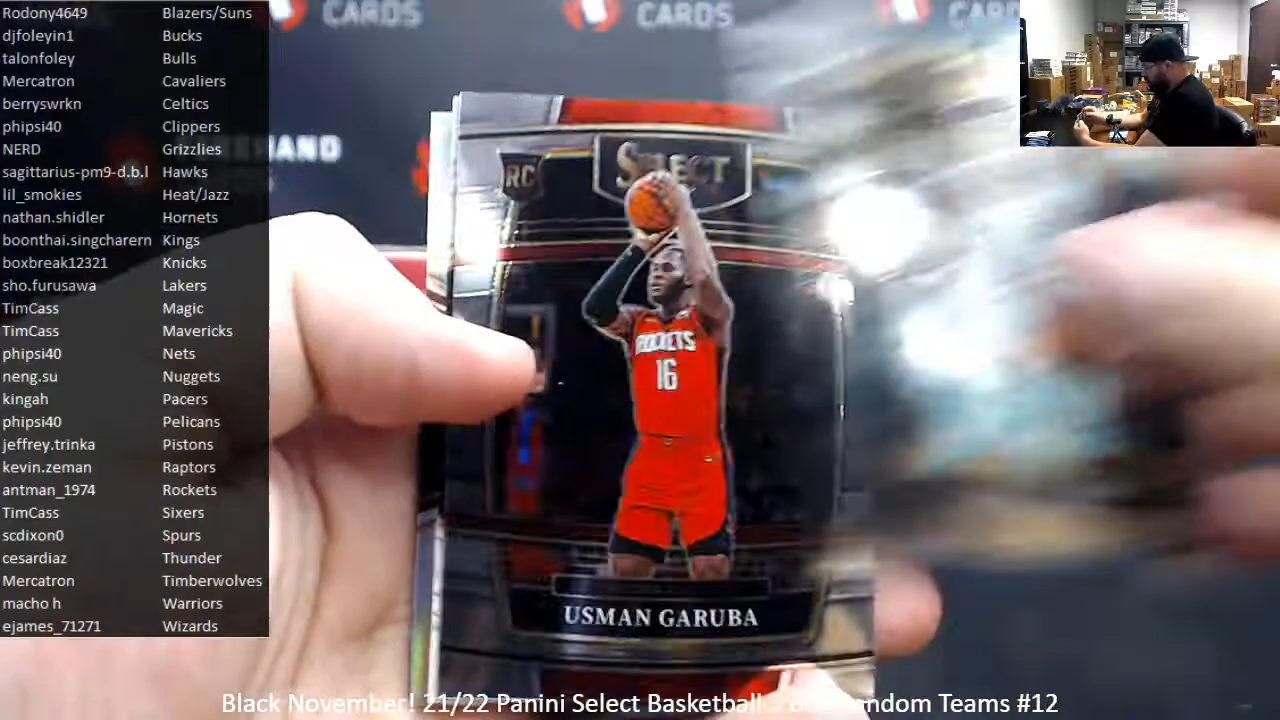 Rodony4649 Blazers/Suns
djfoleyin1 Bucks
talonfoley Bulls
Mercatron Cavaliers
berryswrkn Celtics
phipsi40 Clippers
NERD Grizzlies
sagittarius-pm9-d.b.l Hawks
lil_smokies Heat/Jazz
nathan.shidler Hornets
boonthai.singcharern Kings
boxbreak12321 Knicks
sho.furusawa Lakers
TimCass Magic
TimCass Mavericks
phipsi40 Nets
neng.su Nuggets
kingah Pacers
phipsi40 Pelicans
jeffrey.trinka Pistons
kevin.zeman Raptors
antman_1974 Rockets
TimCass Sixers
scdixon0 Spurs
cesardiaz Thunder
Mercatron Timberwolves
macho h Warriors
ejames_71271 Wizards
CARDS
CARDS
CARDS
RC
SELECT
ROCKETS
16
USMAN GARUBA
Black November! 21/22 Panini Select Basketball Random Teams #12